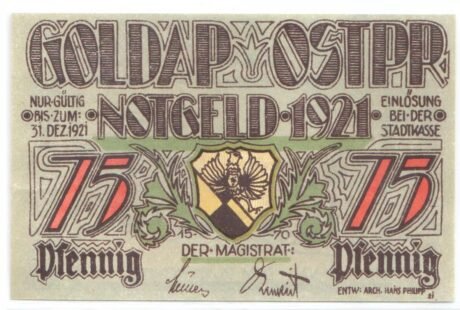 GOLDAP OSTPR.
NUR·GÜLTIG
·BIS·ZUM:
31. DEZ. 1921
NOTGELD·1921·
EINLÖSUNG
BEI·DER
STADTKASSE
75
75
15 70
Pfennig
DER·MAGISTRAT:
Pfennig
ENTW: ARCH. HANS PHILIPP
21